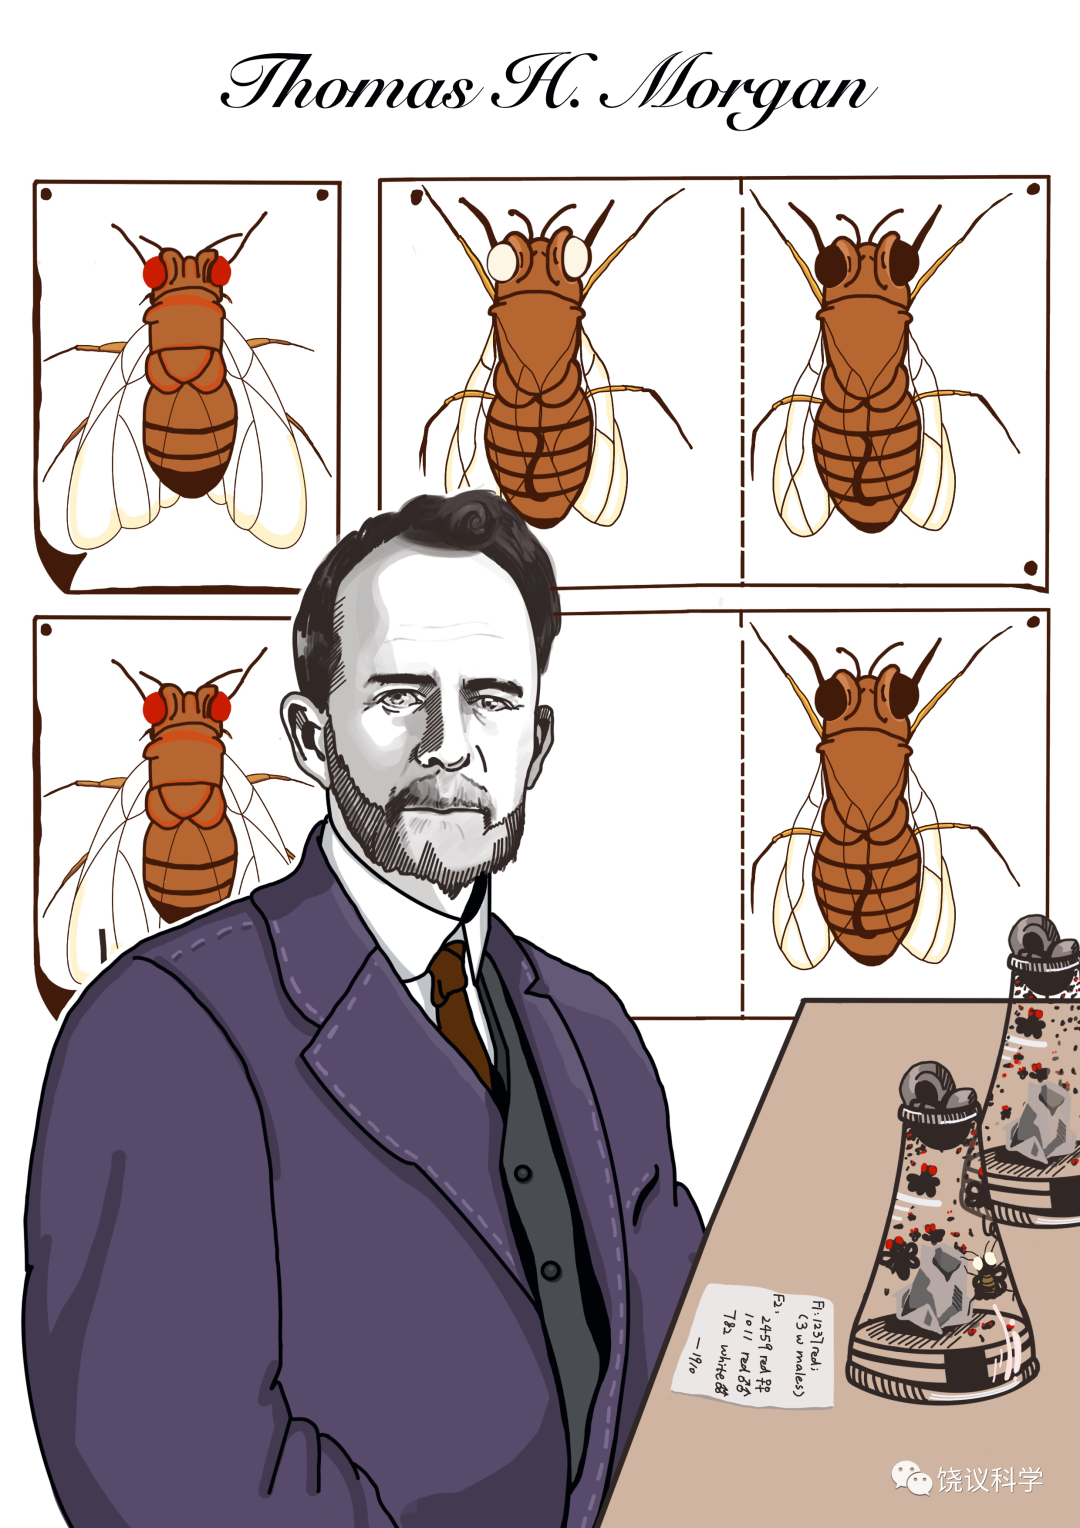 Thomas H. Morgan
F1: 1237 red;
(3 w males)
F2:
2459 red ♀♀
1011 red ♂♂
782 white ♂♂
—1910
饶议科学